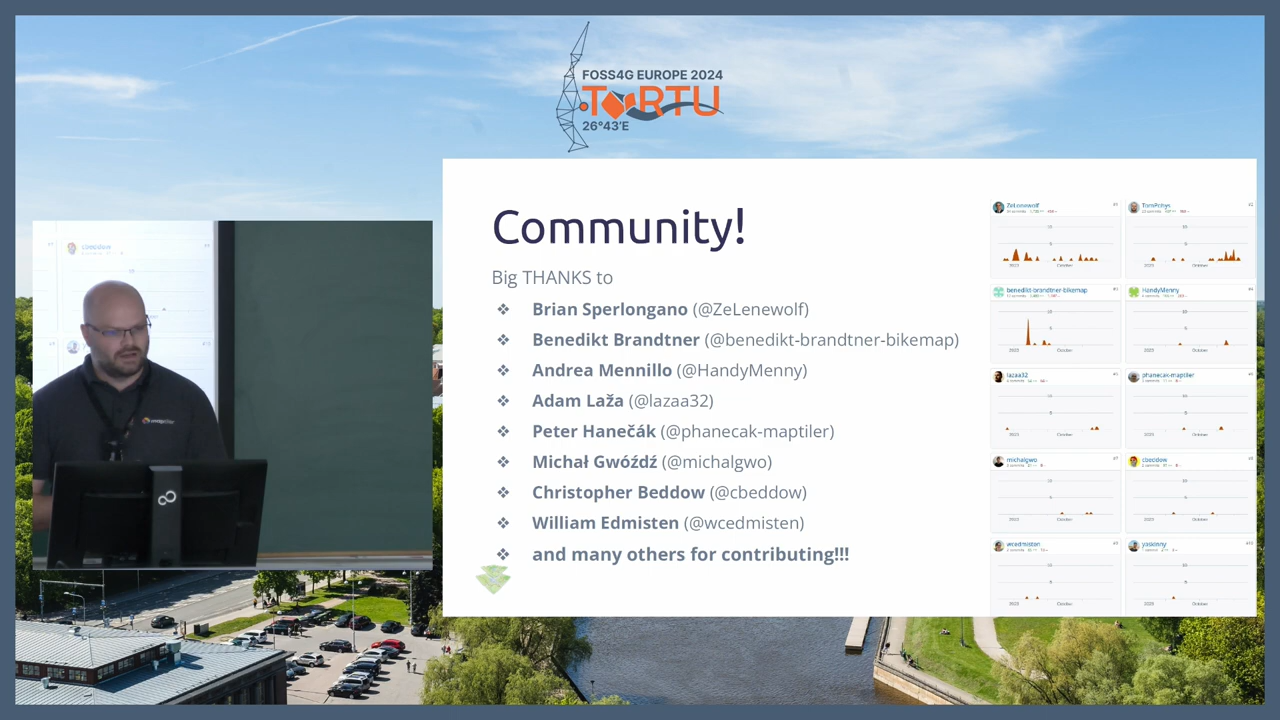 FOSS4G EUROPE 2024
TARTU
26°43'E
Community!
Big THANKS to
❖ Brian Sperlongano (@ZeLenewolf)
❖ Benedikt Brandtner (@benedikt-brandtner-bikemap)
❖ Andrea Mennillo (@HandyMenny)
❖ Adam Laža (@lazaa32)
❖ Peter Hanečák (@phanecak-maptiler)
❖ Michał Gwóźdź (@michalgwo)
❖ Christopher Beddow (@cbeddow)
❖ William Edmisten (@wcedmisten)
❖ and many others for contributing!!!
ZeLenewolf
TomPohys
benedikt-brandtner-bikemap
HandyMenny
lazaa32
phanecak-maptiler
michalgwo
cbeddow
wcedmisten
cbeddow